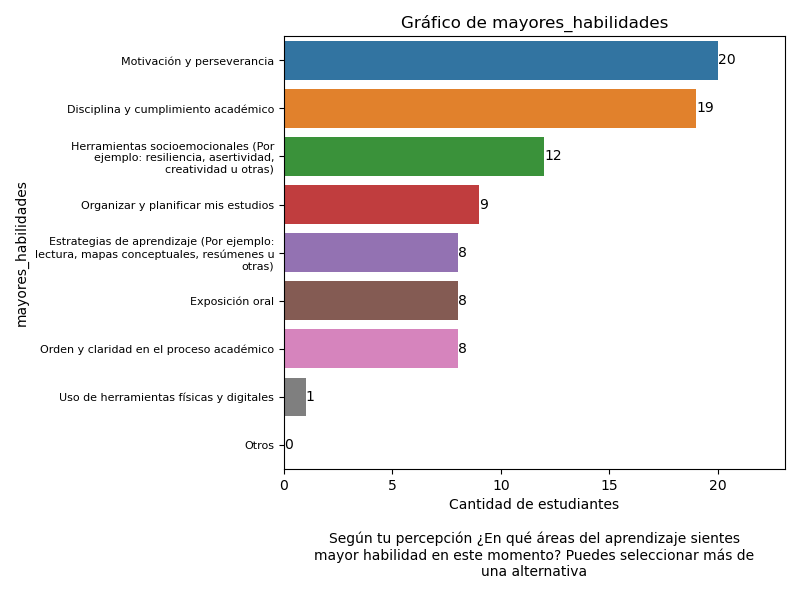 Gráfico de mayores_habilidades
mayores_habilidades
Motivación y perseverancia
20
Disciplina y cumplimiento académico
19
Herramientas socioemocionales (Por
ejemplo: resiliencia, asertividad,
creatividad u otras)
12
Organizar y planificar mis estudios
9
Estrategias de aprendizaje (Por ejemplo:
lectura, mapas conceptuales, resúmenes u
otras)
8
Exposición oral
8
Orden y claridad en el proceso académico
8
Uso de herramientas físicas y digitales
1
Otros
0
0 5 10 15 20
Cantidad de estudiantes
Según tu percepción ¿En qué áreas del aprendizaje sientes
mayor habilidad en este momento? Puedes seleccionar más de
una alternativa